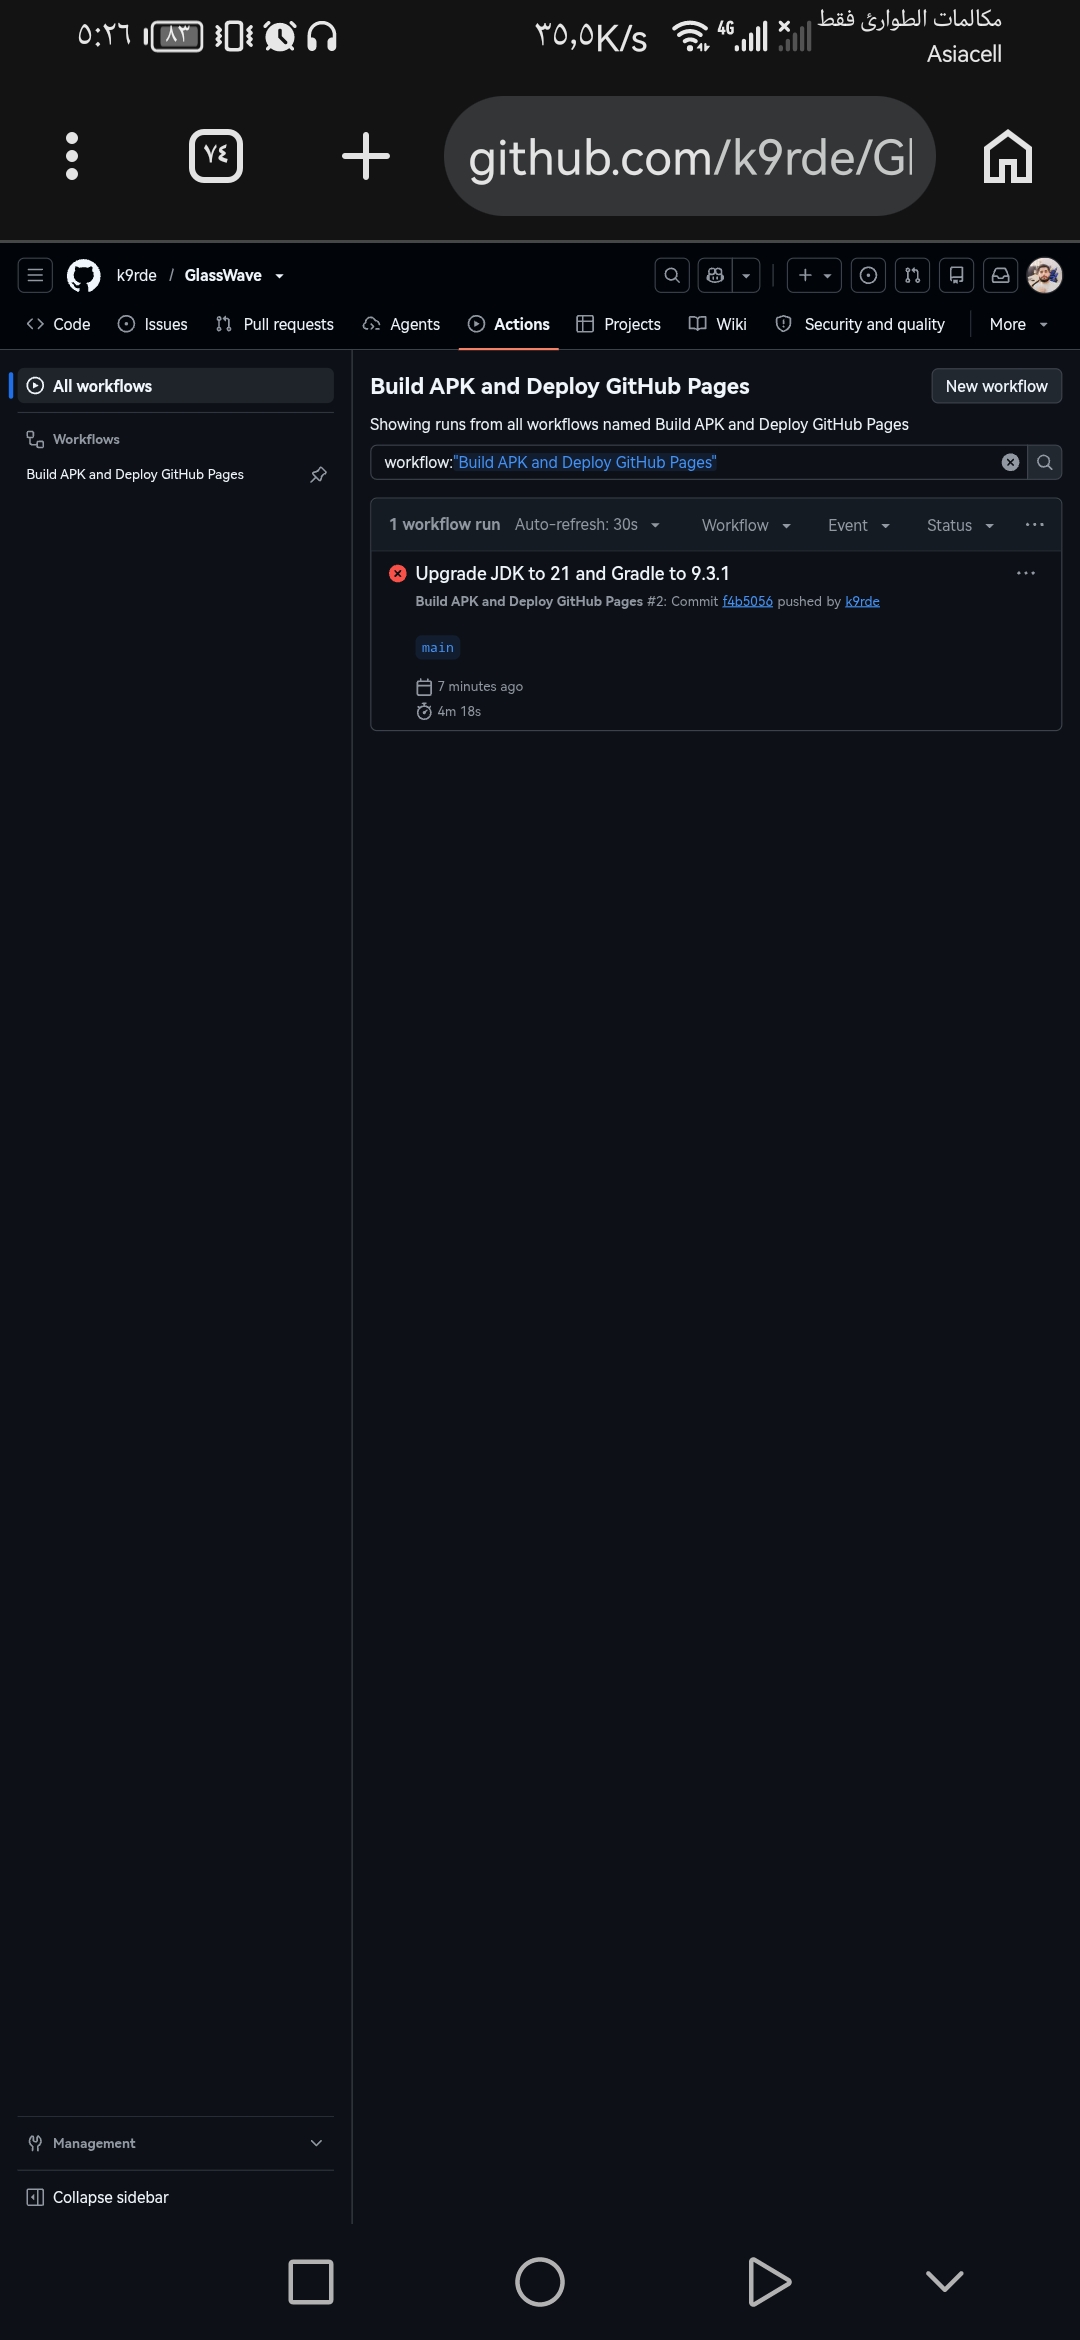 ٥:٢٦ ٨٣ ٣٥,٥K/s 4G مكالمات الطوارئ فقط
Asiacell
٧٤ github.com/k9rde/Gl
k9rde / GlassWave
Code Issues Pull requests Agents Actions Projects Wiki Security and quality More
All workflows
Workflows
Build APK and Deploy GitHub Pages
Build APK and Deploy GitHub Pages
New workflow
Showing runs from all workflows named Build APK and Deploy GitHub Pages
workflow:"Build APK and Deploy GitHub Pages"
1 workflow run Auto-refresh: 30s Workflow Event Status
Upgrade JDK to 21 and Gradle to 9.3.1
Build APK and Deploy GitHub Pages #2: Commit f4b5056 pushed by k9rde
main
7 minutes ago
4m 18s
Management
Collapse sidebar